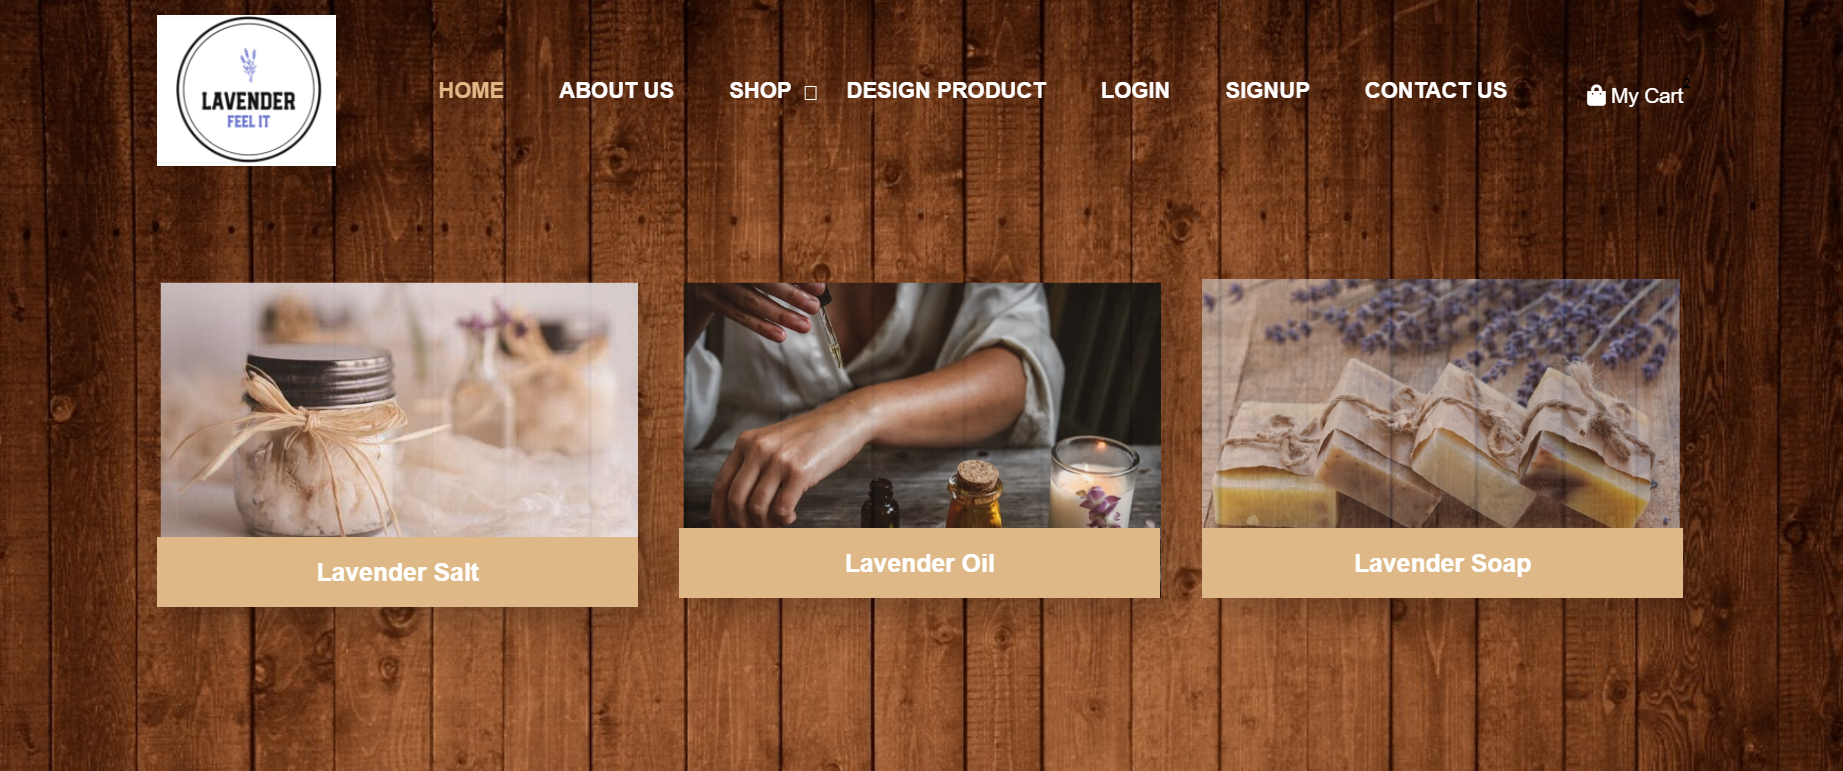 LAVENDER
FEEL IT
HOME
ABOUT US
SHOP
DESIGN PRODUCT
LOGIN
SIGNUP
CONTACT US
My Cart
Lavender Salt
Lavender Oil
Lavender Soap